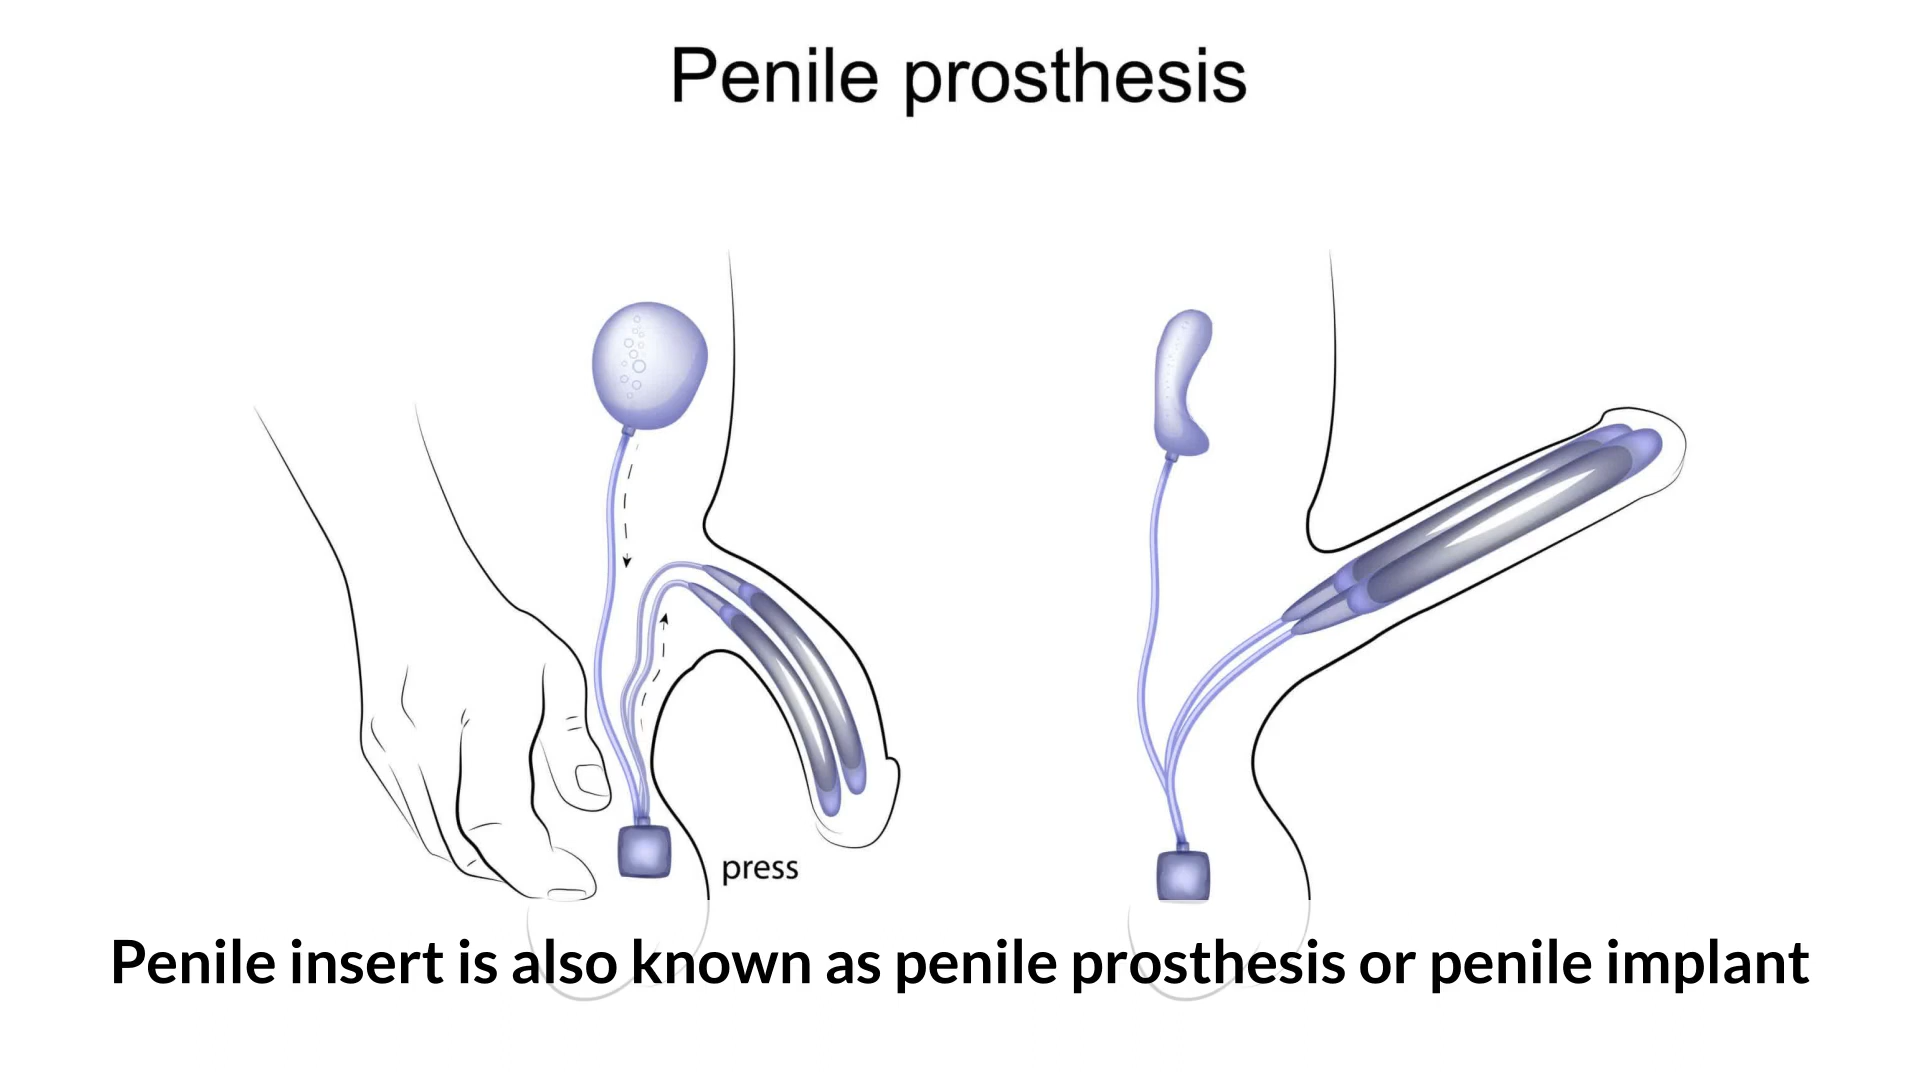 Penile prosthesis
press
Penile insert is also known as penile prosthesis or penile implant